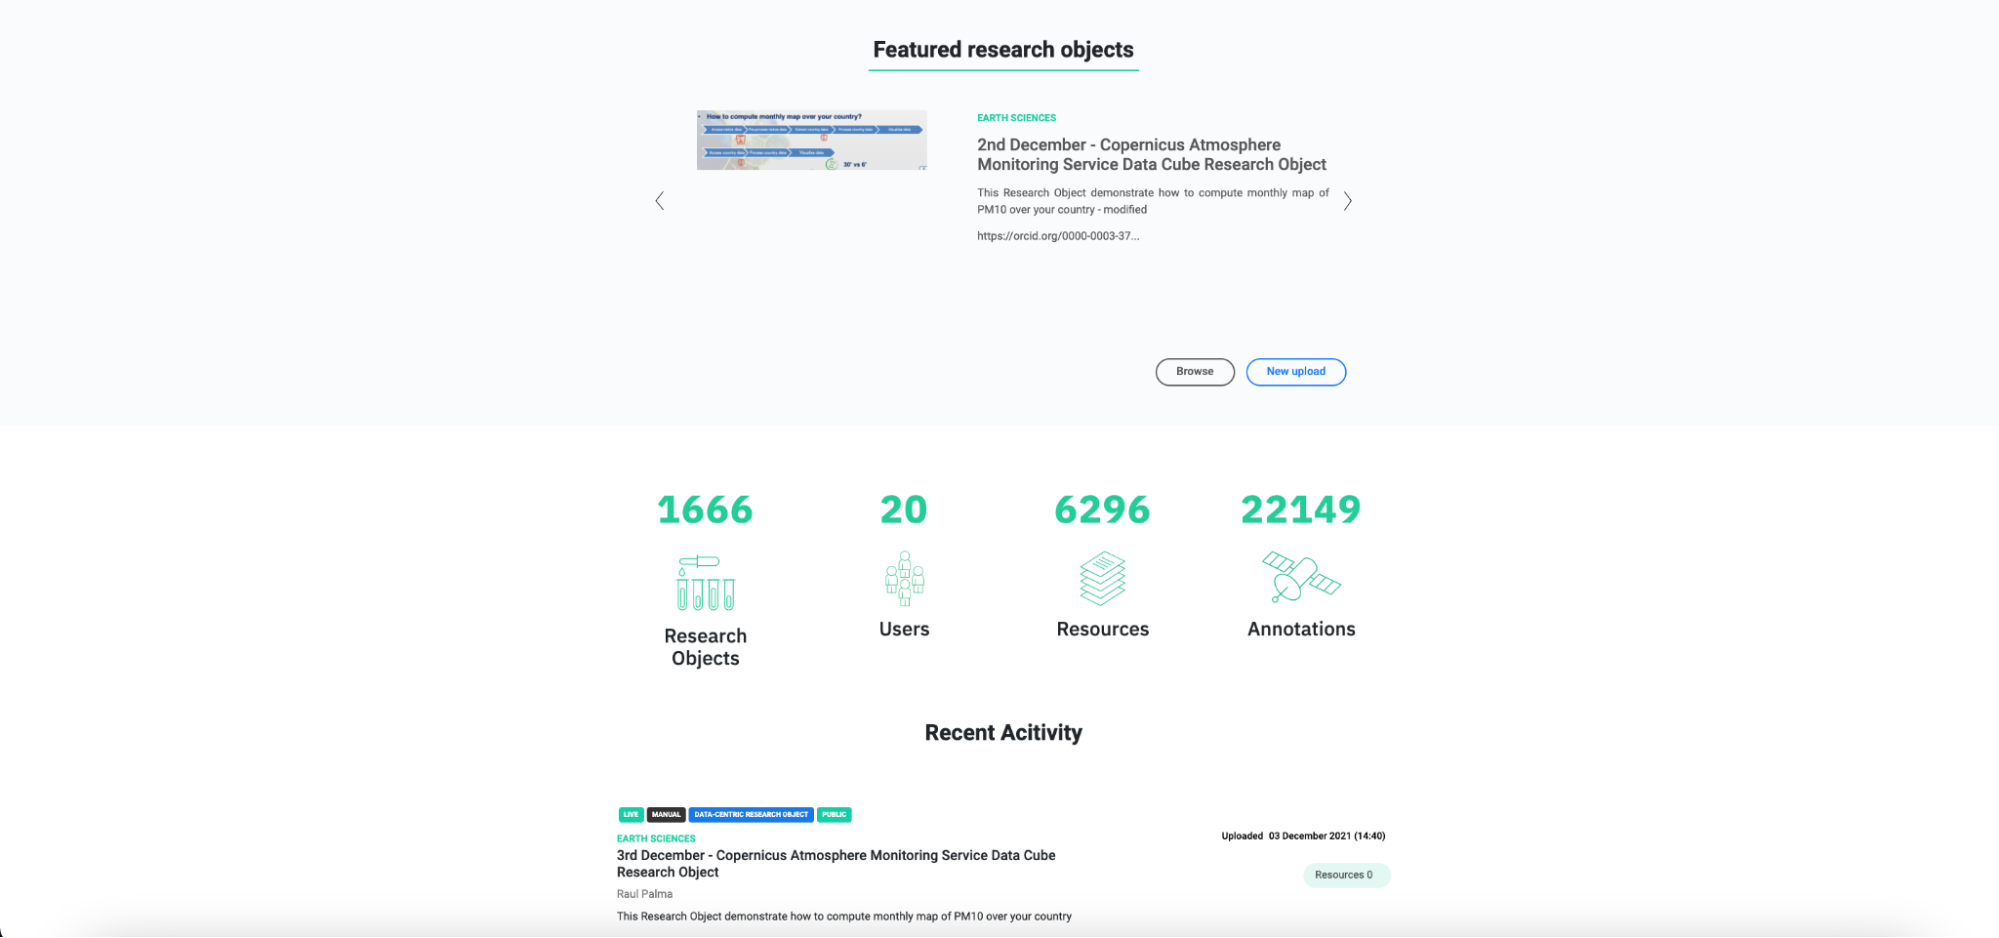 Featured research objects
How to compute monthly map over your country?
30' vs 6'
EARTH SCIENCES
2nd December - Copernicus Atmosphere
Monitoring Service Data Cube Research Object
This Research Object demonstrate how to compute monthly map of
PM10 over your country - modified
https://orcid.org/0000-0003-37...
Browse New upload
1666 20 6296 22149
Research
Objects
Users Resources Annotations
Recent Acitivity
LIVE MANUAL DATA-CENTRIC RESEARCH OBJECT PUBLIC
EARTH SCIENCES
Uploaded 03 December 2021 (14:40)
3rd December - Copernicus Atmosphere Monitoring Service Data Cube
Research Object
Resources 0
Raul Palma
This Research Object demonstrate how to compute monthly map of PM10 over your country